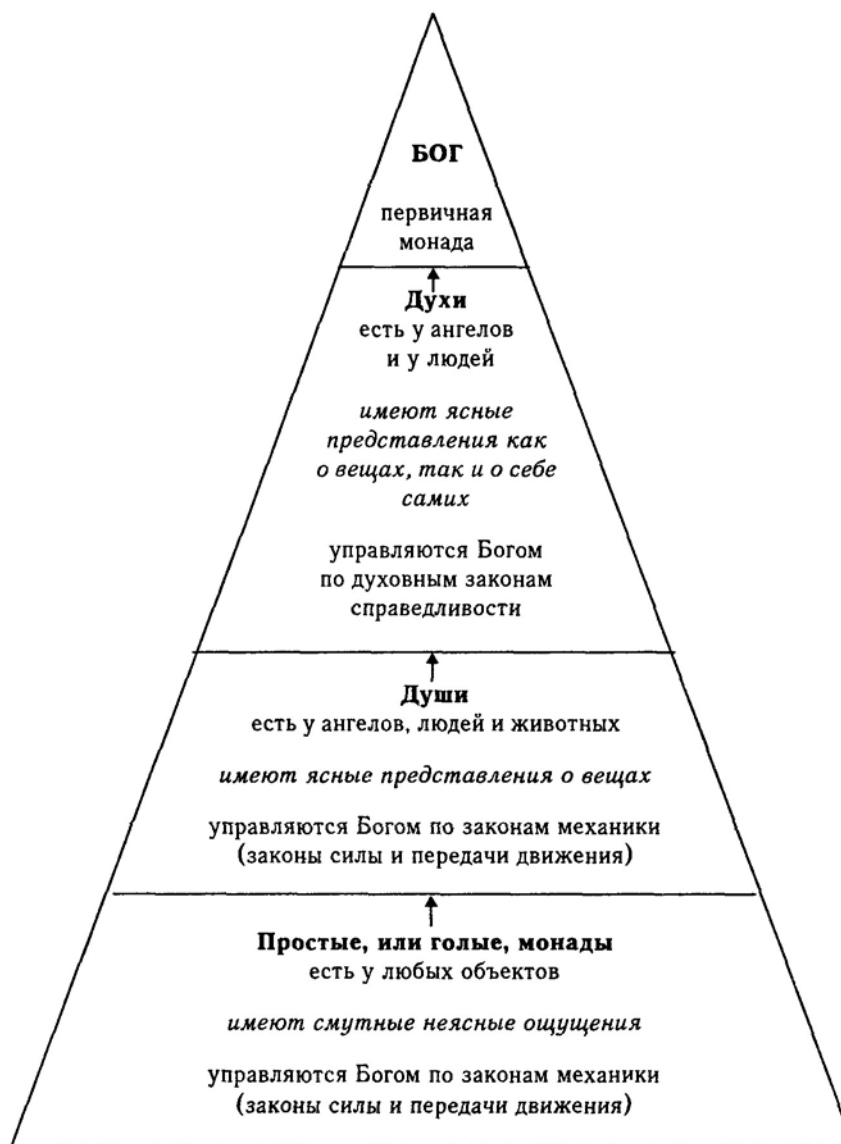 БОГ
первичная
монада
Духи
есть у ангелов
и у людей
имеют ясные
представления как
о вещах, так и о себе
самих
управляются Богом
по духовным законам
справедливости
Души
есть у ангелов, людей и животных
имеют ясные представления о вещах
управляются Богом по законам механики
(законы силы и передачи движения)
Простые, или голые, монады
есть у любых объектов
имеют смутные неясные ощущения
управляются Богом по законам механики
(законы силы и передачи движения)